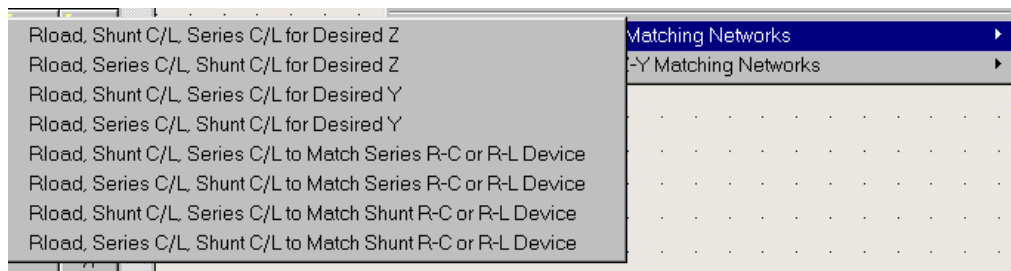 Rload, Shunt C/L, Series C/L for Desired Z
Rload, Series C/L, Shunt C/L for Desired Z
Rload, Shunt C/L, Series C/L for Desired Y
Rload, Series C/L, Shunt C/L for Desired Y
Rload, Shunt C/L, Series C/L to Match Series R-C or R-L Device
Rload, Series C/L, Shunt C/L to Match Series R-C or R-L Device
Rload, Shunt C/L, Series C/L to Match Shunt R-C or R-L Device
Rload, Series C/L, Shunt C/L to Match Shunt R-C or R-L Device
Matching Networks
-Y Matching Networks